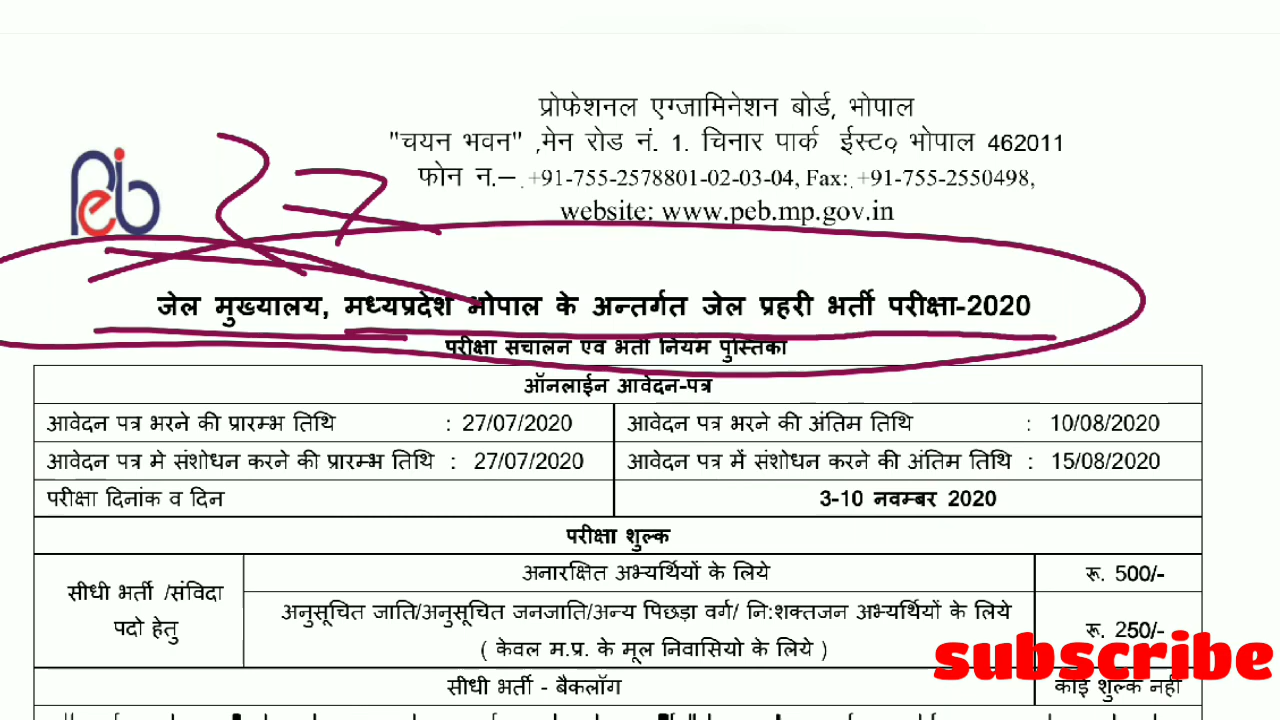 प्रोफेशनल एग्जामिनेशन बोर्ड, भोपाल
"चयन भवन" ,मेन रोड नं. 1. चिनार पार्क ईस्ट०, भोपाल 462011
Peb
37
फोन न.– .+91-755-2578801-02-03-04, Fax: +91-755-2550498,
website: www.peb.mp.gov.in
जेल मुख्यालय, मध्यप्रदेश भोपाल के अन्तर्गत जेल प्रहरी भर्ती परीक्षा-2020
परीक्षा संचालन एवं भर्ती नियम पुस्तिका
ऑनलाईन आवेदन-पत्र
आवेदन पत्र भरने की प्रारम्भ तिथि : 27/07/2020 आवेदन पत्र भरने की अंतिम तिथि : 10/08/2020
आवेदन पत्र मे संशोधन करने की प्रारम्भ तिथि : 27/07/2020 आवेदन पत्र में संशोधन करने की अंतिम तिथि : 15/08/2020
परीक्षा दिनांक व दिन 3-10 नवम्बर 2020
परीक्षा शुल्क
सीधी भर्ती /संविदा पदो हेतु
अनारक्षित अभ्यर्थियों के लिये रू. 500/-
अनुसूचित जाति/अनुसूचित जनजाति/अन्य पिछड़ा वर्ग/ नि:शक्तजन अभ्यर्थियों के लिये रू. 250/-
( केवल म.प्र. के मूल निवासियो के लिये )
सीधी भर्ती - बैकलॉग कोई शुल्क नही
subscribe